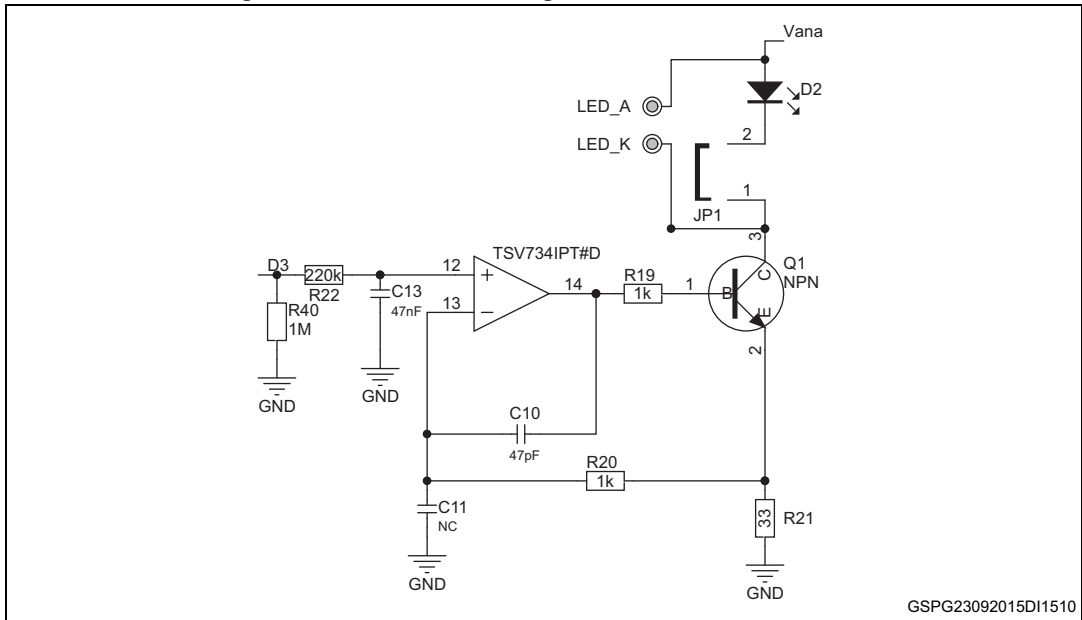 Vana
D2
LED_A
LED_K
2
1
JP1
3
TSV734IPT#D
Q1
NPN
C
B
E
D3
220k
R22
12
+
14
R19
1k
1
C13
47nF
13
−
R40
1M
2
GND
GND
C10
47pF
R20
1k
C11
NC
33
R21
GND
GND
GSPG23092015DI1510